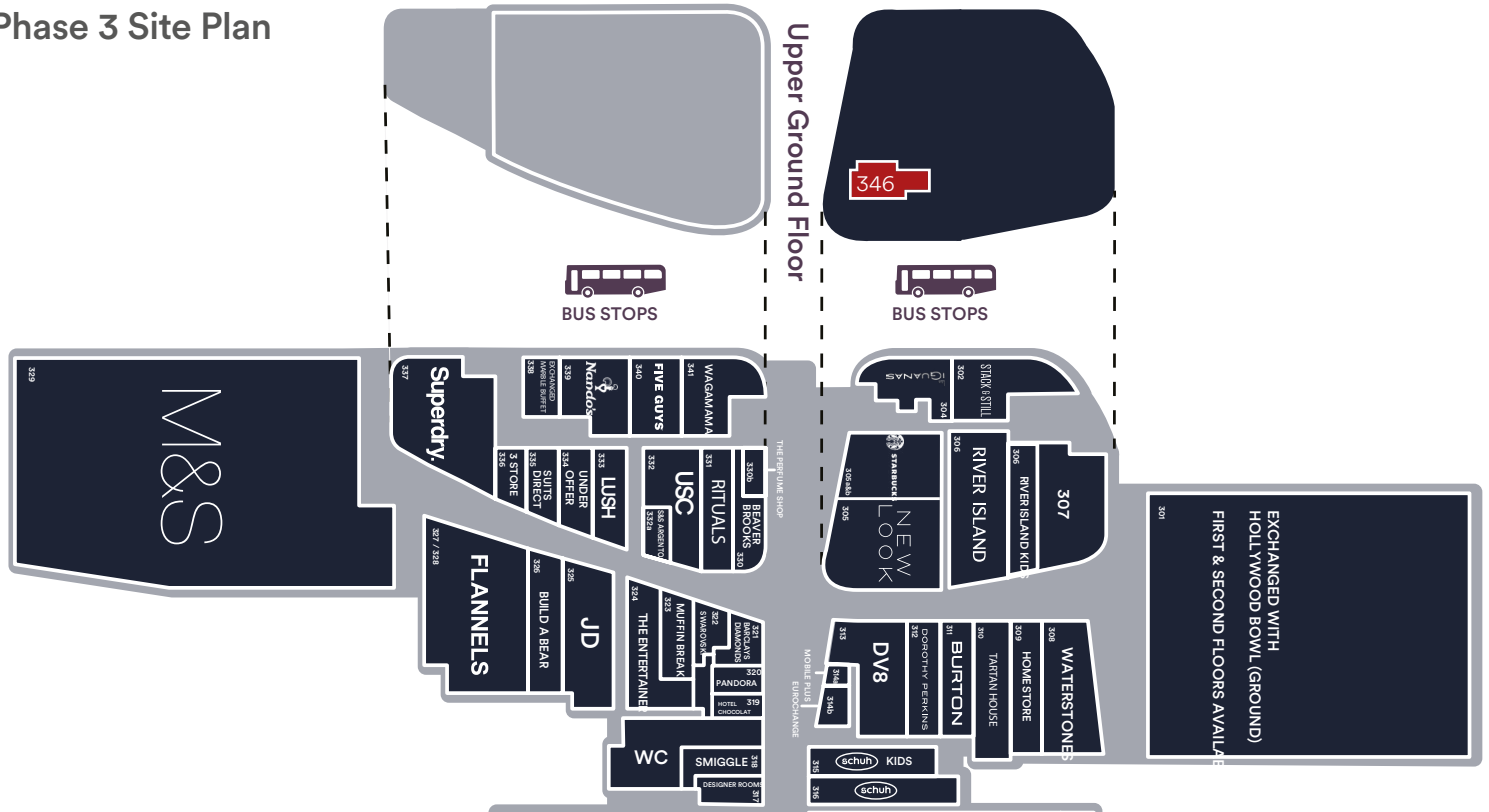 Phase 3 Site Plan
Upper Ground Floor
346
BUS STOPS
BUS STOPS
329
M&S
337
Superdry.
338
EXCHANGED
MARBLE BUFFET
339
Nando's
340
FIVE GUYS
341
WAGAMAMA
IGUANAS
304
302
STACK & STILL
336
3 STORE
335
SUITS
DIRECT
334
UNDER
OFFER
333
LUSH
332
USC
332a
S&S ARGENTO
331
RITUALS
330b
BEAVER
BROOKS
330
THE PERFUME SHOP
305a&b
STARBUCKS
305
NEW
LOOK
306
RIVER ISLAND
306
RIVER ISLAND KIDS
307
301
EXCHANGED WITH
HOLLYWOOD BOWL (GROUND)
FIRST & SECOND FLOORS AVAILAB
327 / 328
FLANNELS
326
BUILD A BEAR
325
JD
324
THE ENTERTAINER
323
MUFFIN BREAK
322
SWAROVSKI
321
BARCLAYS
DIAMONDS
320
PANDORA
319
HOTEL
CHOCOLAT
WC
SMIGGLE
318
DESIGNER ROOMS
317
313
DV8
314a
314b
MOBILE PLUS
EUROCHANGE
312
DOROTHY PERKINS
311
BURTON
310
TARTAN HOUSE
309
HOME STORE
308
WATERSTONES
315
schuh KIDS
316
schuh